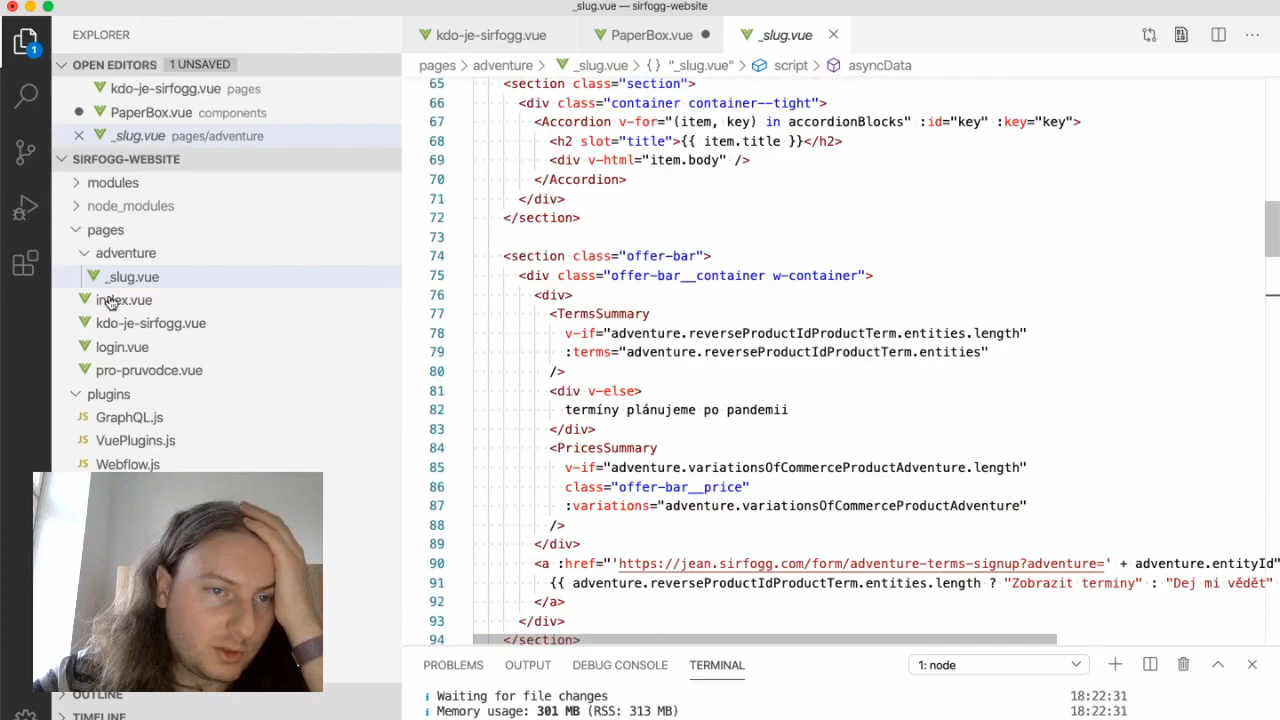 _slug.vue — sirfogg-website
EXPLORER
kdo-je-sirfogg.vue
PaperBox.vue
_slug.vue
OPEN EDITORS 1 UNSAVED
kdo-je-sirfogg.vue pages
PaperBox.vue components
_slug.vue pages/adventure
SIRFOGG-WEBSITE
modules
node_modules
pages
adventure
_slug.vue
index.vue
kdo-je-sirfogg.vue
login.vue
pro-pruvodce.vue
plugins
JS GraphQL.js
JS VuePlugins.js
JS Webflow.js
OUTLINE
TIMELINE
1
pages > adventure > _slug.vue > {} "_slug.vue" > script > asyncData
65 <section class="section">
66 <div class="container container--tight">
67 <Accordion v-for="(item, key) in accordionBlocks" :id="key" :key="key">
68 <h2 slot="title">{{ item.title }}</h2>
69 <div v-html="item.body" />
70 </Accordion>
71 </div>
72 </section>
73
74 <section class="offer-bar">
75 <div class="offer-bar__container w-container">
76 <div>
77 <TermsSummary
78 v-if="adventure.reverseProductIdProductTerm.entities.length"
79 :terms="adventure.reverseProductIdProductTerm.entities"
80 />
81 <div v-else>
82 termíny plánujeme po pandemii
83 </div>
84 <PricesSummary
85 v-if="adventure.variationsOfCommerceProductAdventure.length"
86 class="offer-bar__price"
87 :variations="adventure.variationsOfCommerceProductAdventure"
88 />
89 </div>
90 <a :href="'https://jean.sirfogg.com/form/adventure-terms-signup?adventure=' + adventure.entityId"
91 {{ adventure.reverseProductIdProductTerm.entities.length ? "Zobrazit termíny" : "Dej mi vědět"
92 </a>
93 </div>
94 </section>
PROBLEMS OUTPUT DEBUG CONSOLE TERMINAL 1: node
i Waiting for file changes 18:22:31
i Memory usage: 301 MB (RSS: 313 MB) 18:22:31